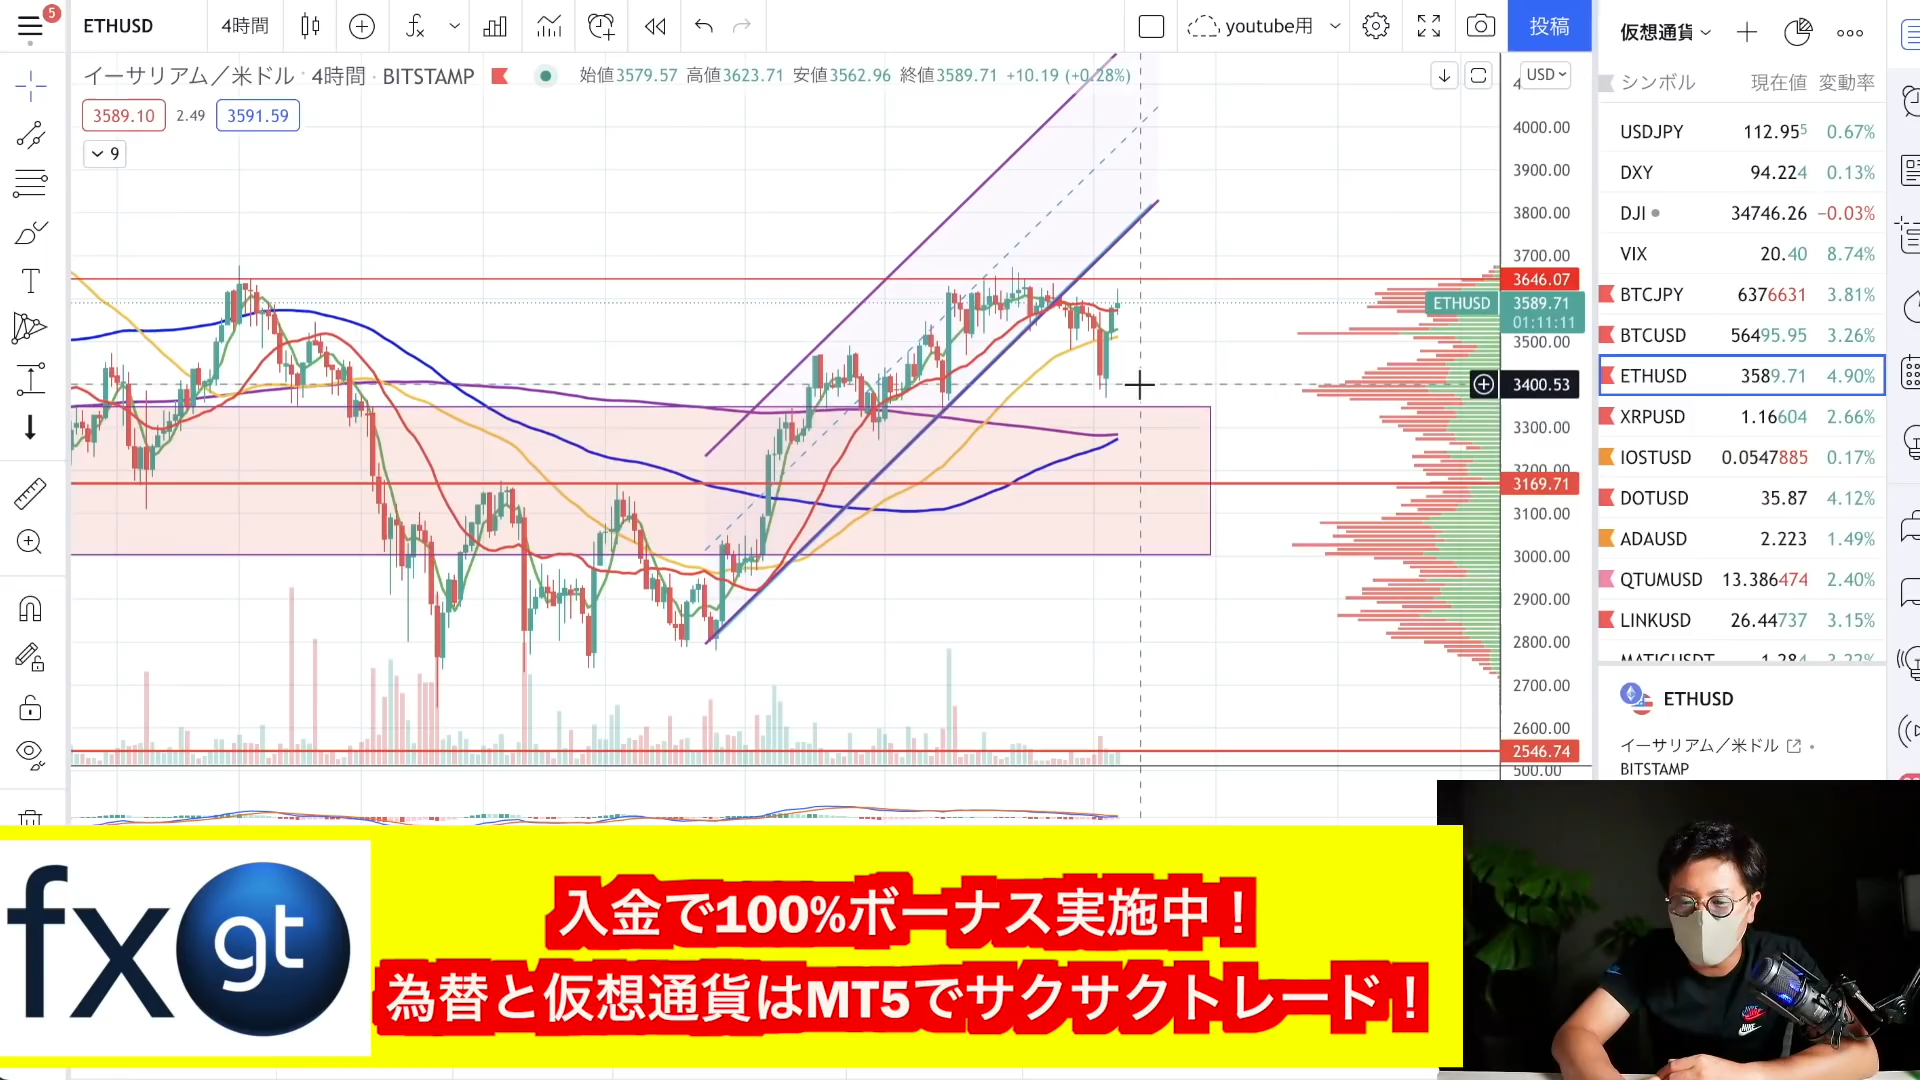 5
ETHUSD
4時間
youtube用
投稿
仮想通貨
イーサリアム／米ドル · 4時間 · BITSTAMP
始値3579.57 高値3623.71 安値3562.96 終値3589.71 +10.19 (+0.28%)
USD
3589.10 2.49 3591.59
9
4000.00
3900.00
3800.00
3700.00
3646.07
ETHUSD 3589.71
01:11:11
3500.00
3400.53
3300.00
3200.00
3169.71
3100.00
3000.00
2900.00
2800.00
2700.00
2600.00
2546.74
500.00
シンボル 現在値 変動率
USDJPY 112.955 0.67%
DXY 94.224 0.13%
DJI 34746.26 −0.03%
VIX 20.40 8.74%
BTCJPY 6376631 3.81%
BTCUSD 56495.95 3.26%
ETHUSD 3589.71 4.90%
XRPUSD 1.16604 2.66%
IOSTUSD 0.0547885 0.17%
DOTUSD 35.87 4.12%
ADAUSD 2.223 1.49%
QTUMUSD 13.386474 2.40%
LINKUSD 26.44737 3.15%
MATICUSDT 1.284 2.22%
ETHUSD
イーサリアム／米ドル
BITSTAMP
fxgt
入金で100%ボーナス実施中！
為替と仮想通貨はMT5でサクサクトレード！
NIKE